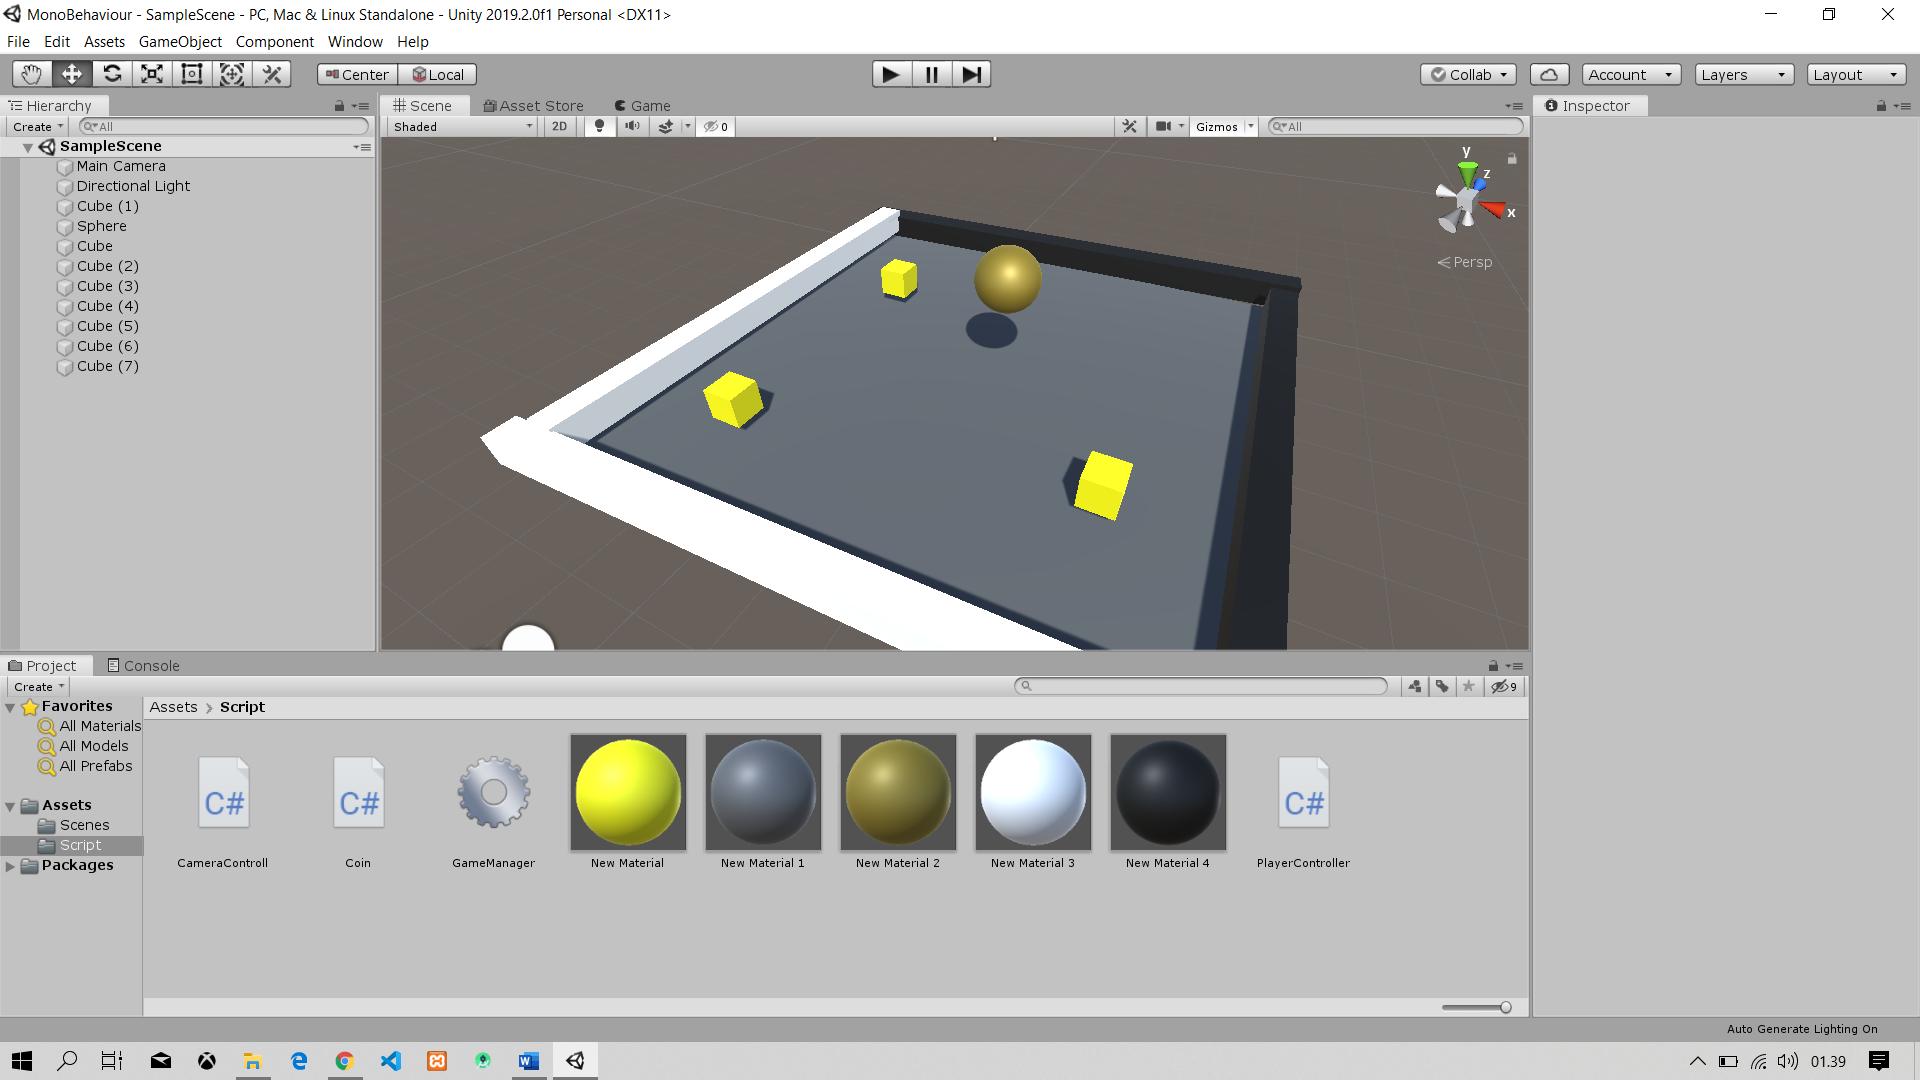 MonoBehaviour - SampleScene - PC, Mac & Linux Standalone - Unity 2019.2.0f1 Personal <DX11>
File Edit Assets GameObject Component Window Help
Center Local Collab Account Layers Layout
Hierarchy
Create All
SampleScene
Main Camera
Directional Light
Cube (1)
Sphere
Cube
Cube (2)
Cube (3)
Cube (4)
Cube (5)
Cube (6)
Cube (7)
Scene Asset Store Game
Shaded 2D 0 Gizmos All
y
z
x
Persp
Inspector
Project Console
Create 9
Favorites
All Materials
All Models
All Prefabs
Assets
Scenes
Script
Packages
Assets Script
C# C# C#
CameraControll Coin GameManager New Material New Material 1 New Material 2 New Material 3 New Material 4 PlayerController
Auto Generate Lighting On
01.39